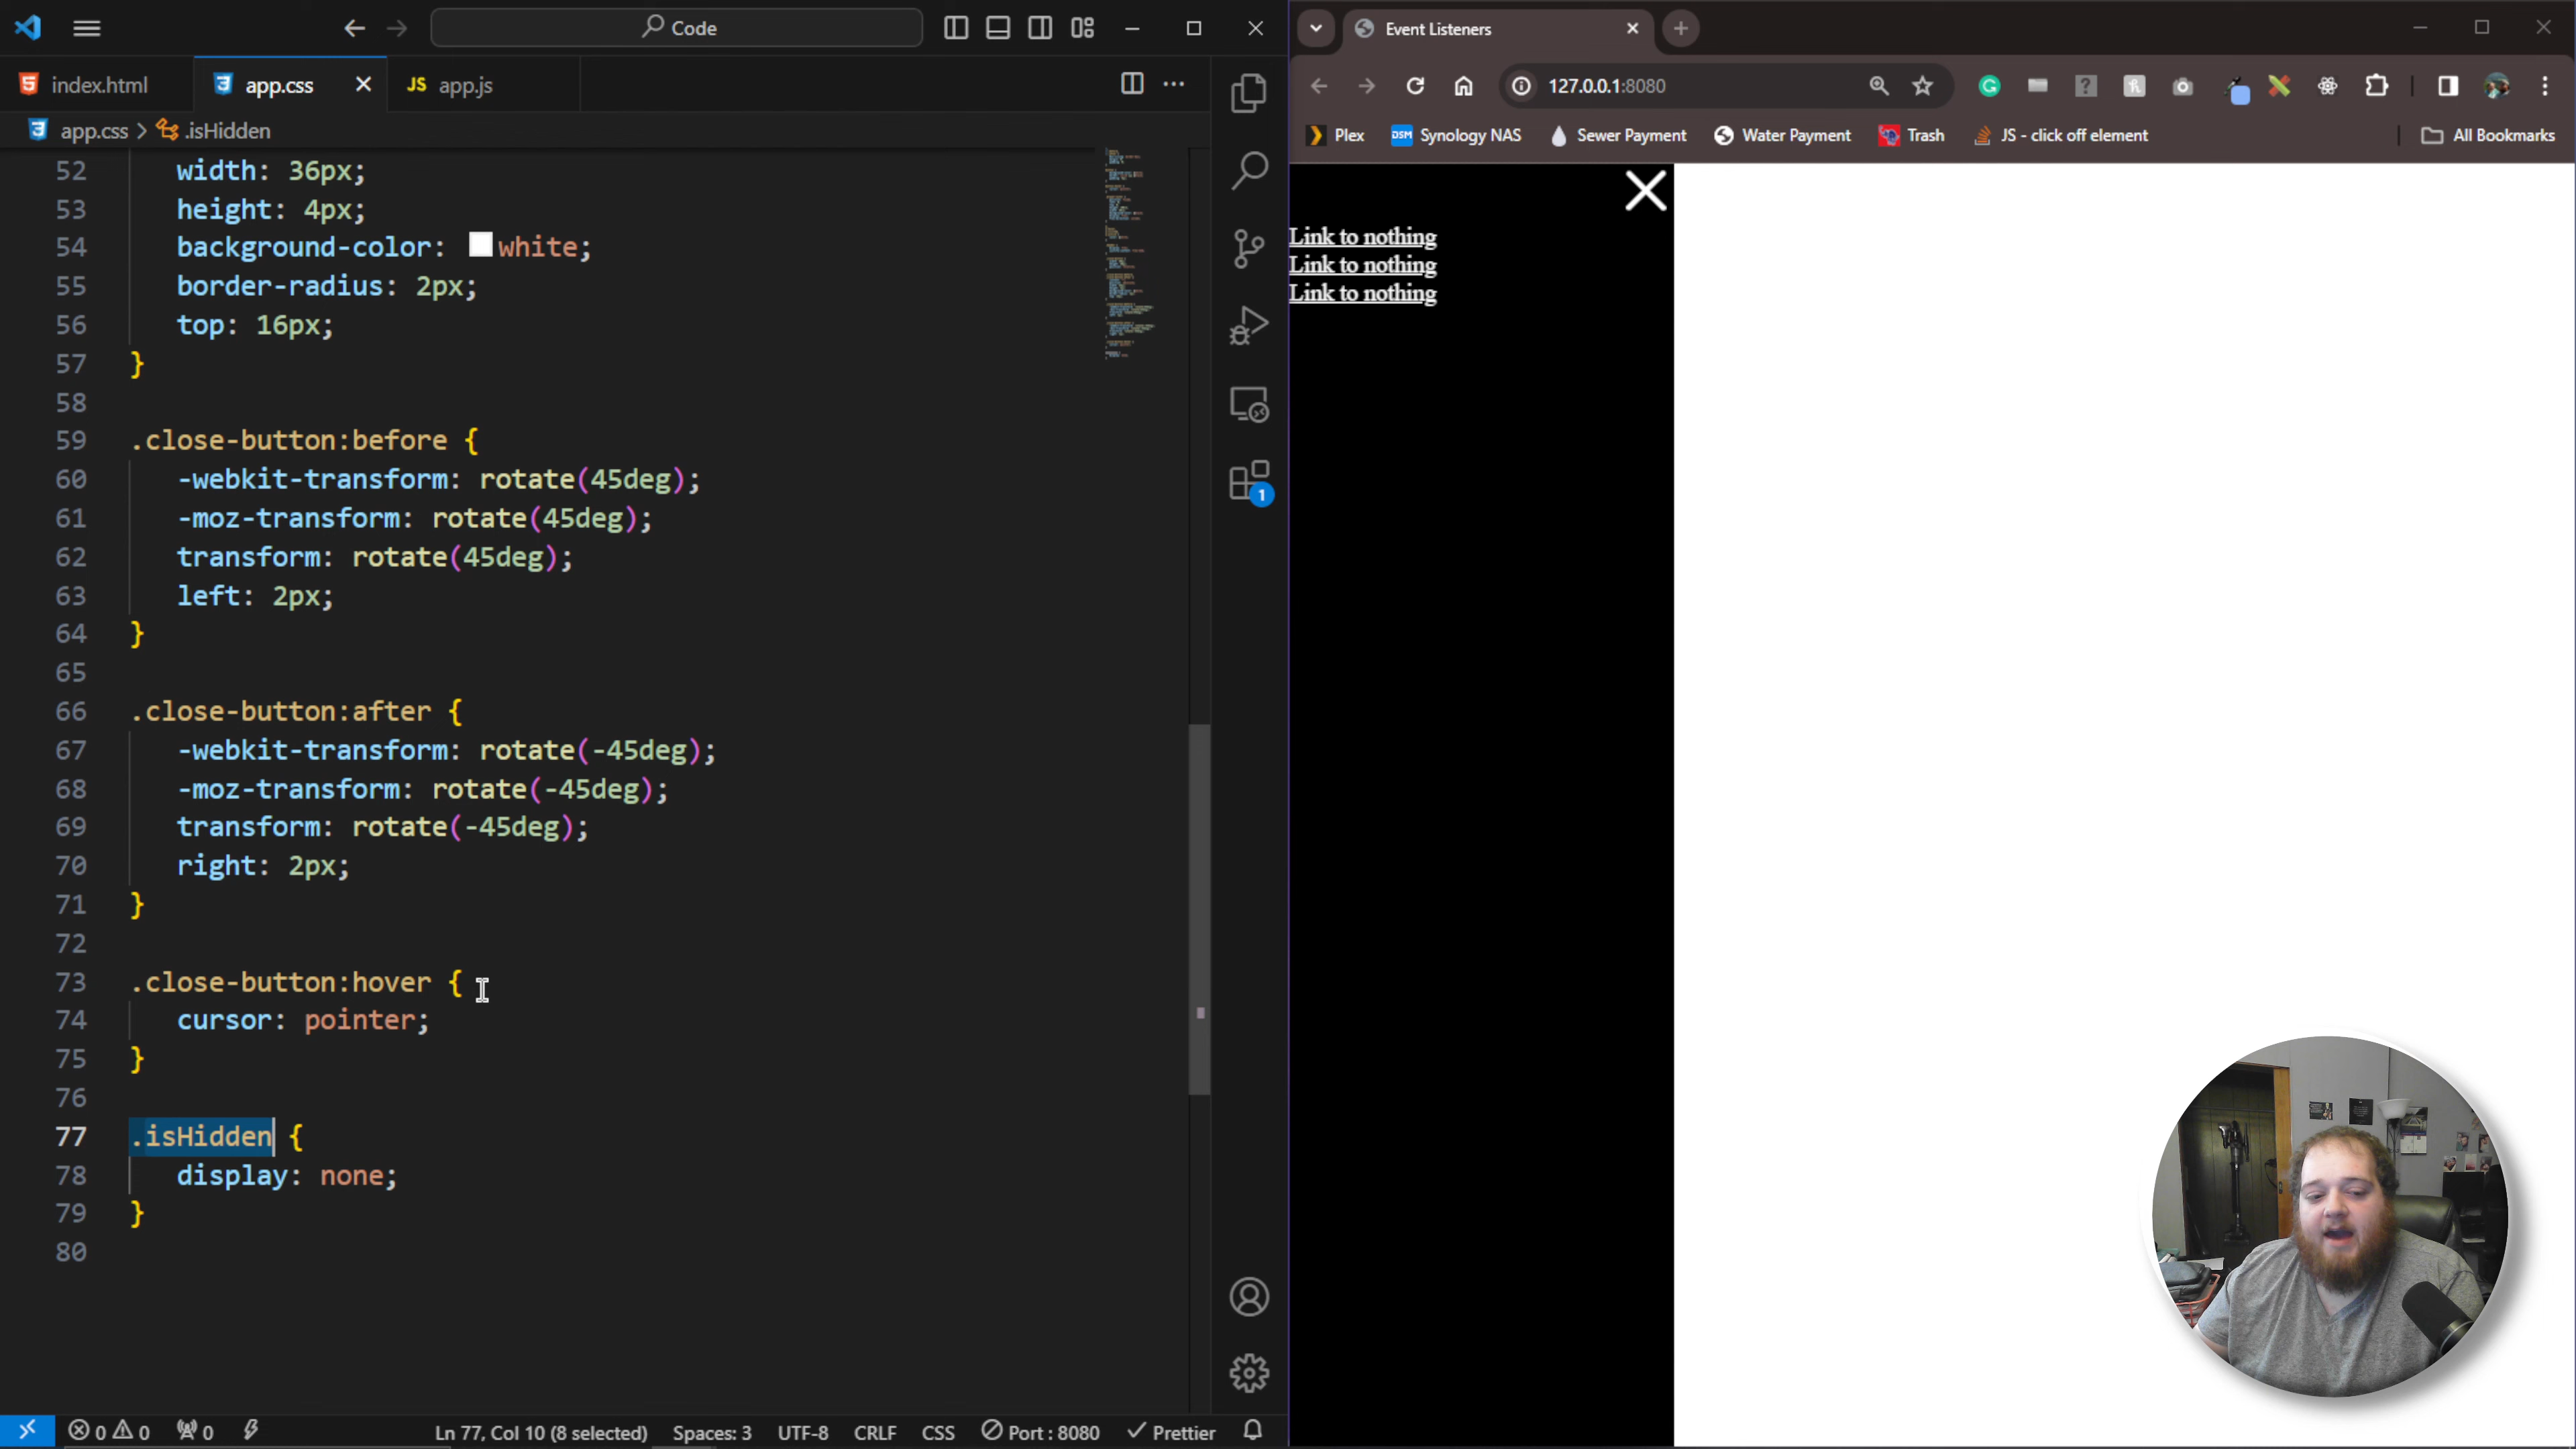 Code
index.html
app.css
JS app.js
app.css > .isHidden
52 width: 36px;
53 height: 4px;
54 background-color: white;
55 border-radius: 2px;
56 top: 16px;
57 }
58
59 .close-button:before {
60 -webkit-transform: rotate(45deg);
61 -moz-transform: rotate(45deg);
62 transform: rotate(45deg);
63 left: 2px;
64 }
65
66 .close-button:after {
67 -webkit-transform: rotate(-45deg);
68 -moz-transform: rotate(-45deg);
69 transform: rotate(-45deg);
70 right: 2px;
71 }
72
73 .close-button:hover {
74 cursor: pointer;
75 }
76
77 .isHidden {
78 display: none;
79 }
80
1
0 0 0 Ln 77, Col 10 (8 selected) Spaces: 3 UTF-8 CRLF CSS Port : 8080 Prettier
Event Listeners
127.0.0.1:8080
Plex DSM Synology NAS Sewer Payment Water Payment Trash JS - click off element All Bookmarks
Link to nothing
Link to nothing
Link to nothing